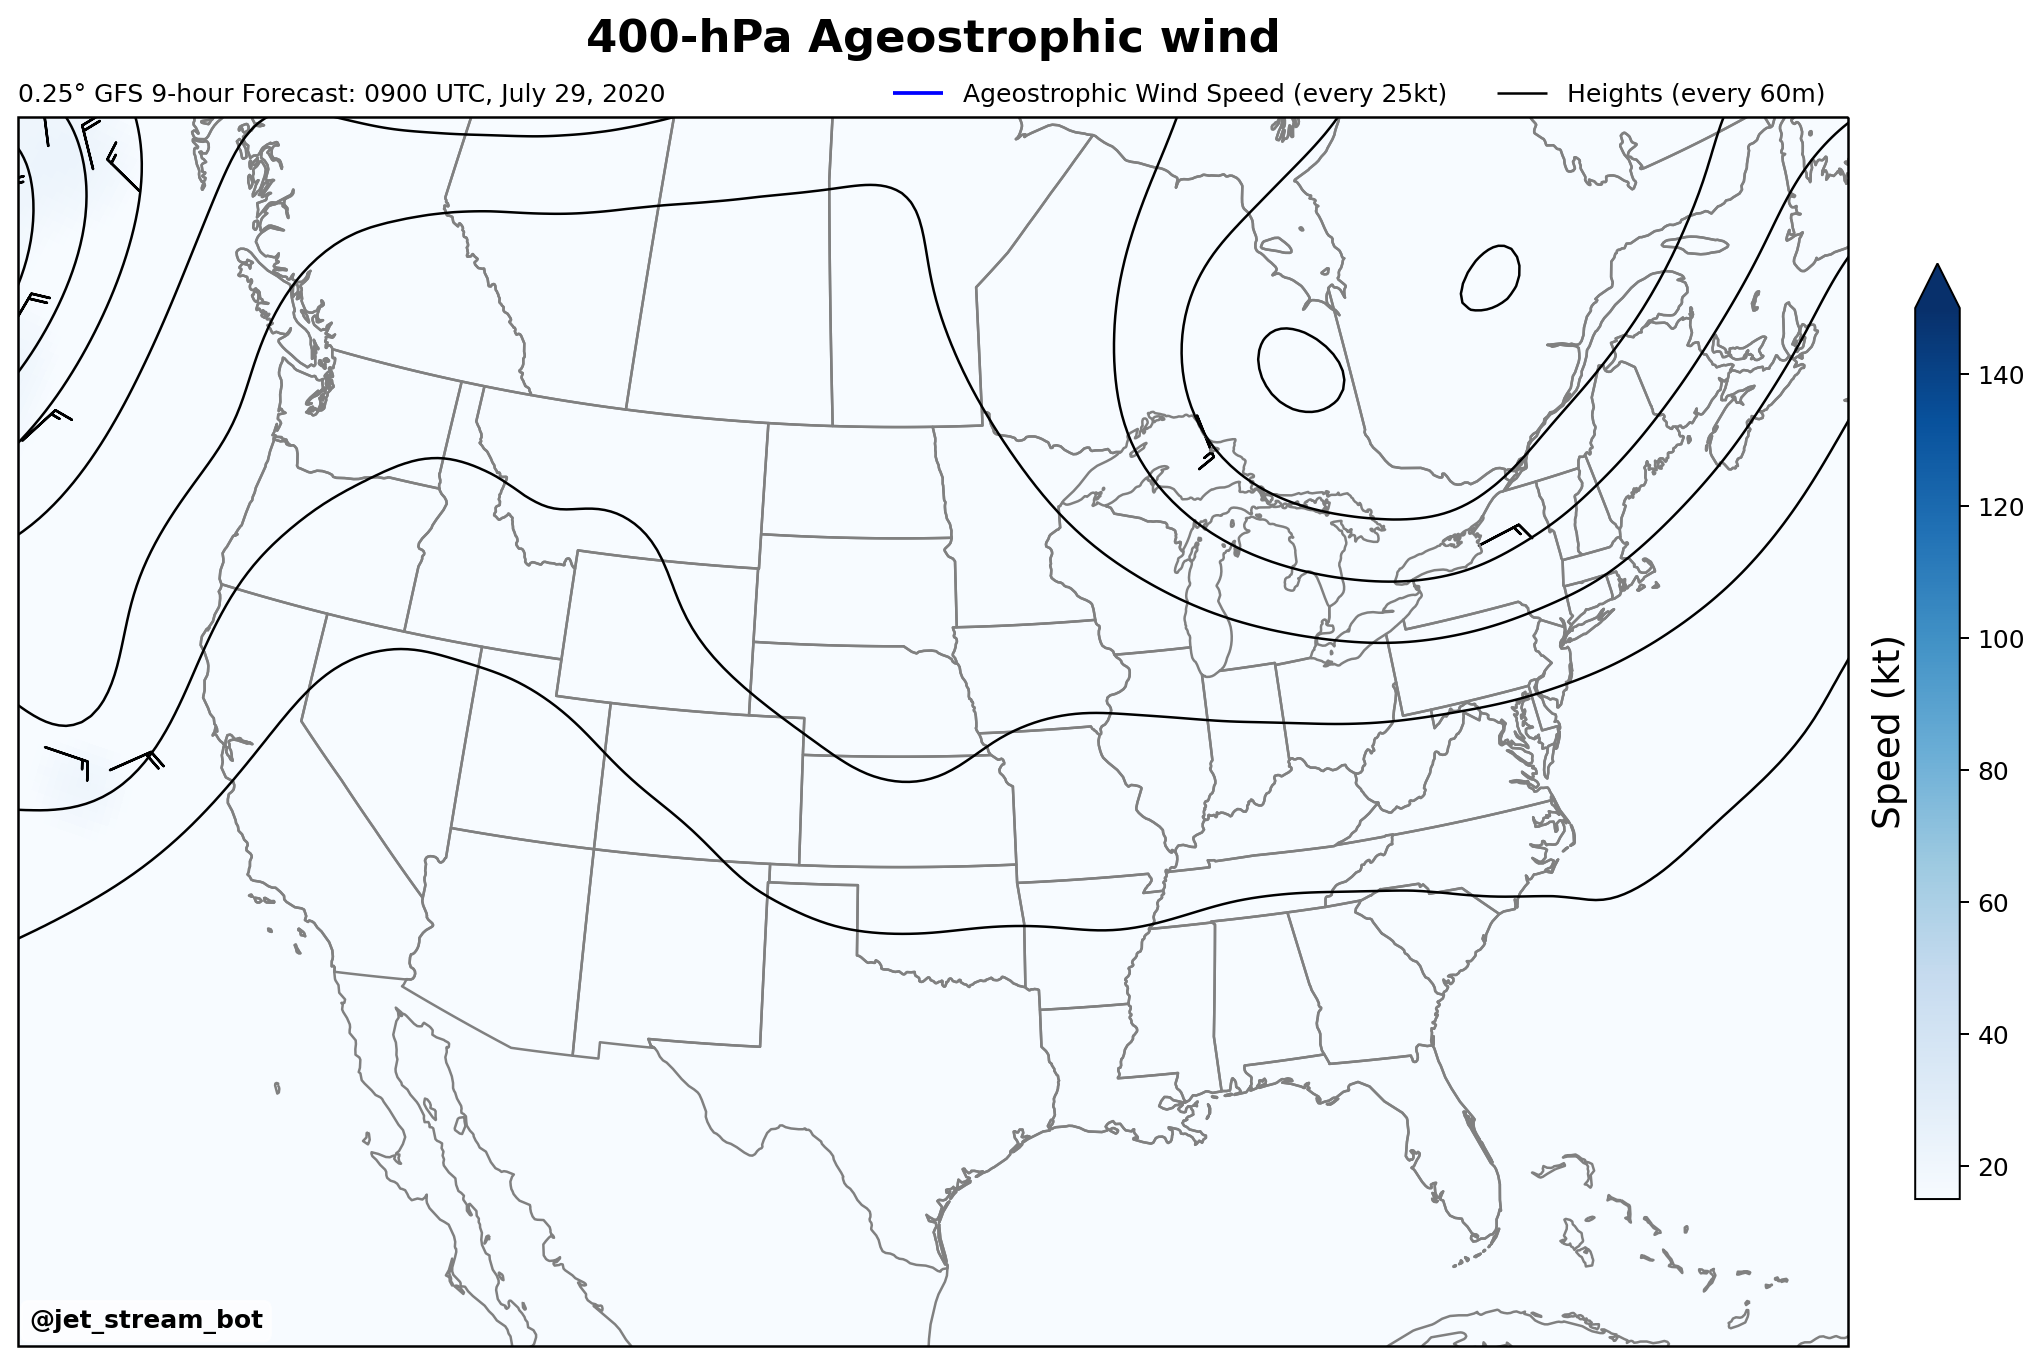 400-hPa Ageostrophic wind
0.25° GFS 9-hour Forecast: 0900 UTC, July 29, 2020
Ageostrophic Wind Speed (every 25kt)
Heights (every 60m)
140
120
100
80
60
40
20
Speed (kt)
@jet_stream_bot